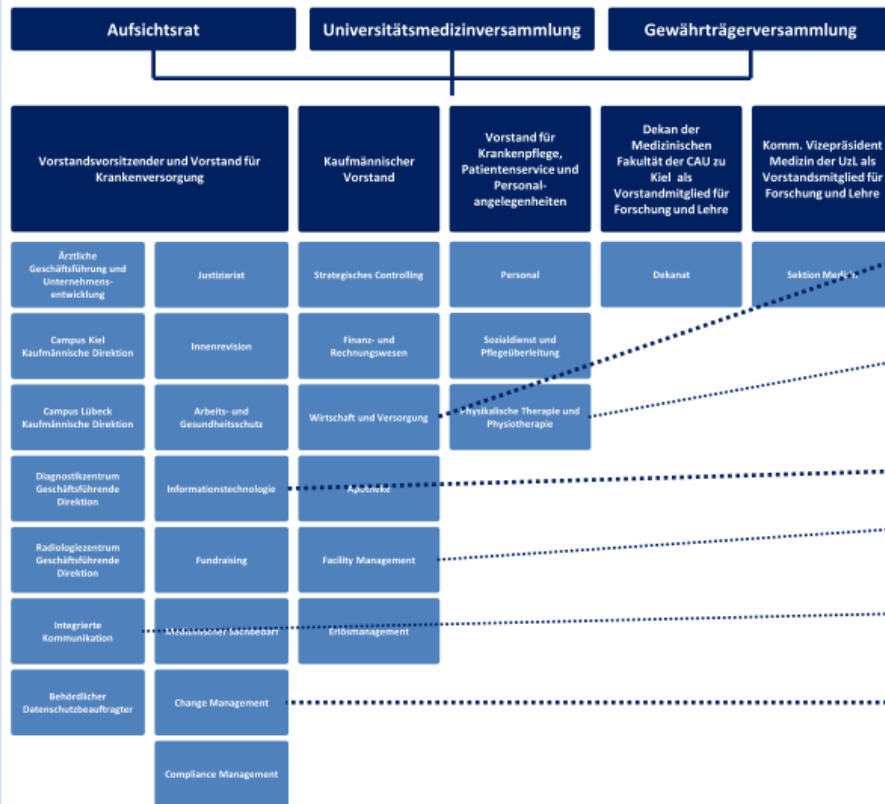 Aufsichtsrat
Universitätsmedizinversammlung
Gewährträgerversammlung
Vorstandsvorsitzender und Vorstand für
Krankenversorgung
Kaufmännischer
Vorstand
Vorstand für
Krankenpflege,
Patientenservice und
Personal-
angelegenheiten
Dekan der
Medizinischen
Fakultät der CAU zu
Kiel als
Vorstandmitglied für
Forschung und Lehre
Komm. Vizepräsident
Medizin der UzL als
Vorstandsmitglied für
Forschung und Lehre
Ärztliche
Geschäftsführung und
Unternehmens-
entwicklung
Justiziariat
Strategisches Controlling
Personal
Dekanat
Sektion Medizin
Campus Kiel
Kaufmännische Direktion
Innenrevision
Finanz- und
Rechnungswesen
Sozialdienst und
Pflegeüberleitung
Campus Lübeck
Kaufmännische Direktion
Arbeits- und
Gesundheitsschutz
Wirtschaft und Versorgung
Physikalische Therapie und
Physiotherapie
Diagnostikzentrum
Geschäftsführende
Direktion
Informationstechnologie
Apotheke
Radiologiezentrum
Geschäftsführende
Direktion
Fundraising
Facility Management
Integrierte
Kommunikation
Medizinischer Sachbedarf
Erlösmanagement
Behördlicher
Datenschutzbeauftragter
Change Management
Compliance Management